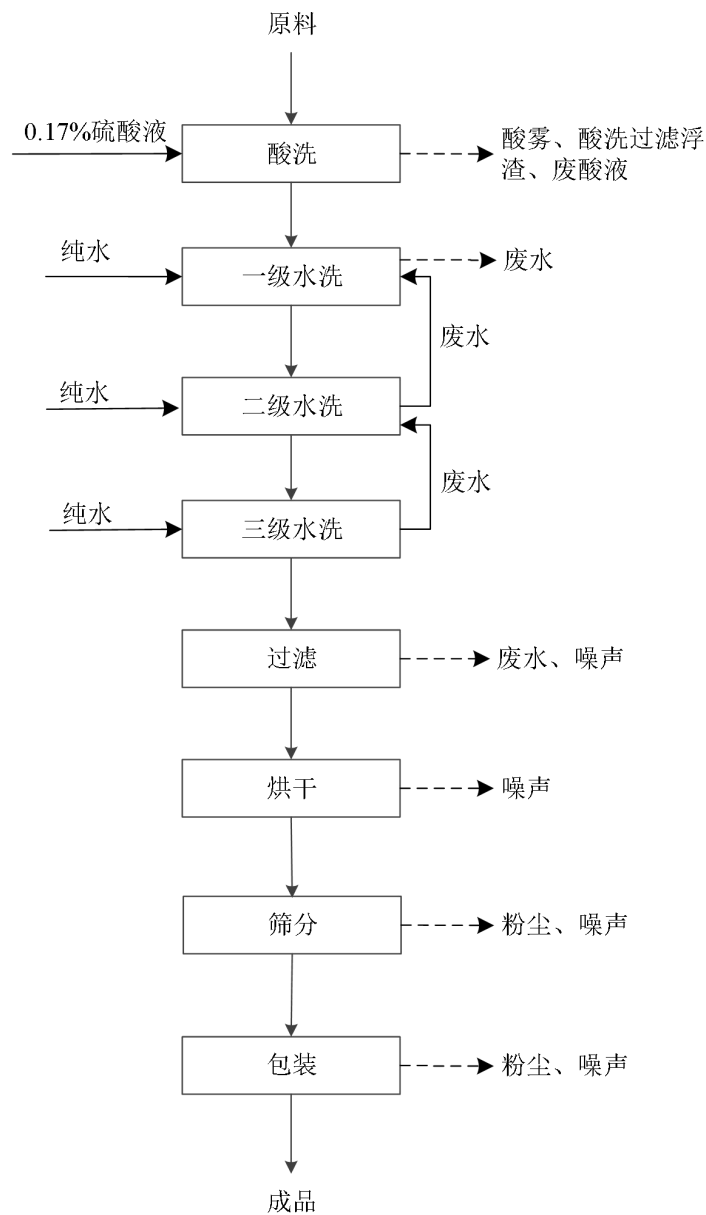 原料
0.17%硫酸液
酸洗
酸雾、酸洗过滤浮
渣、废酸液
纯水
一级水洗
废水
废水
纯水
二级水洗
废水
纯水
三级水洗
过滤
废水、噪声
烘干
噪声
筛分
粉尘、噪声
包装
粉尘、噪声
成品